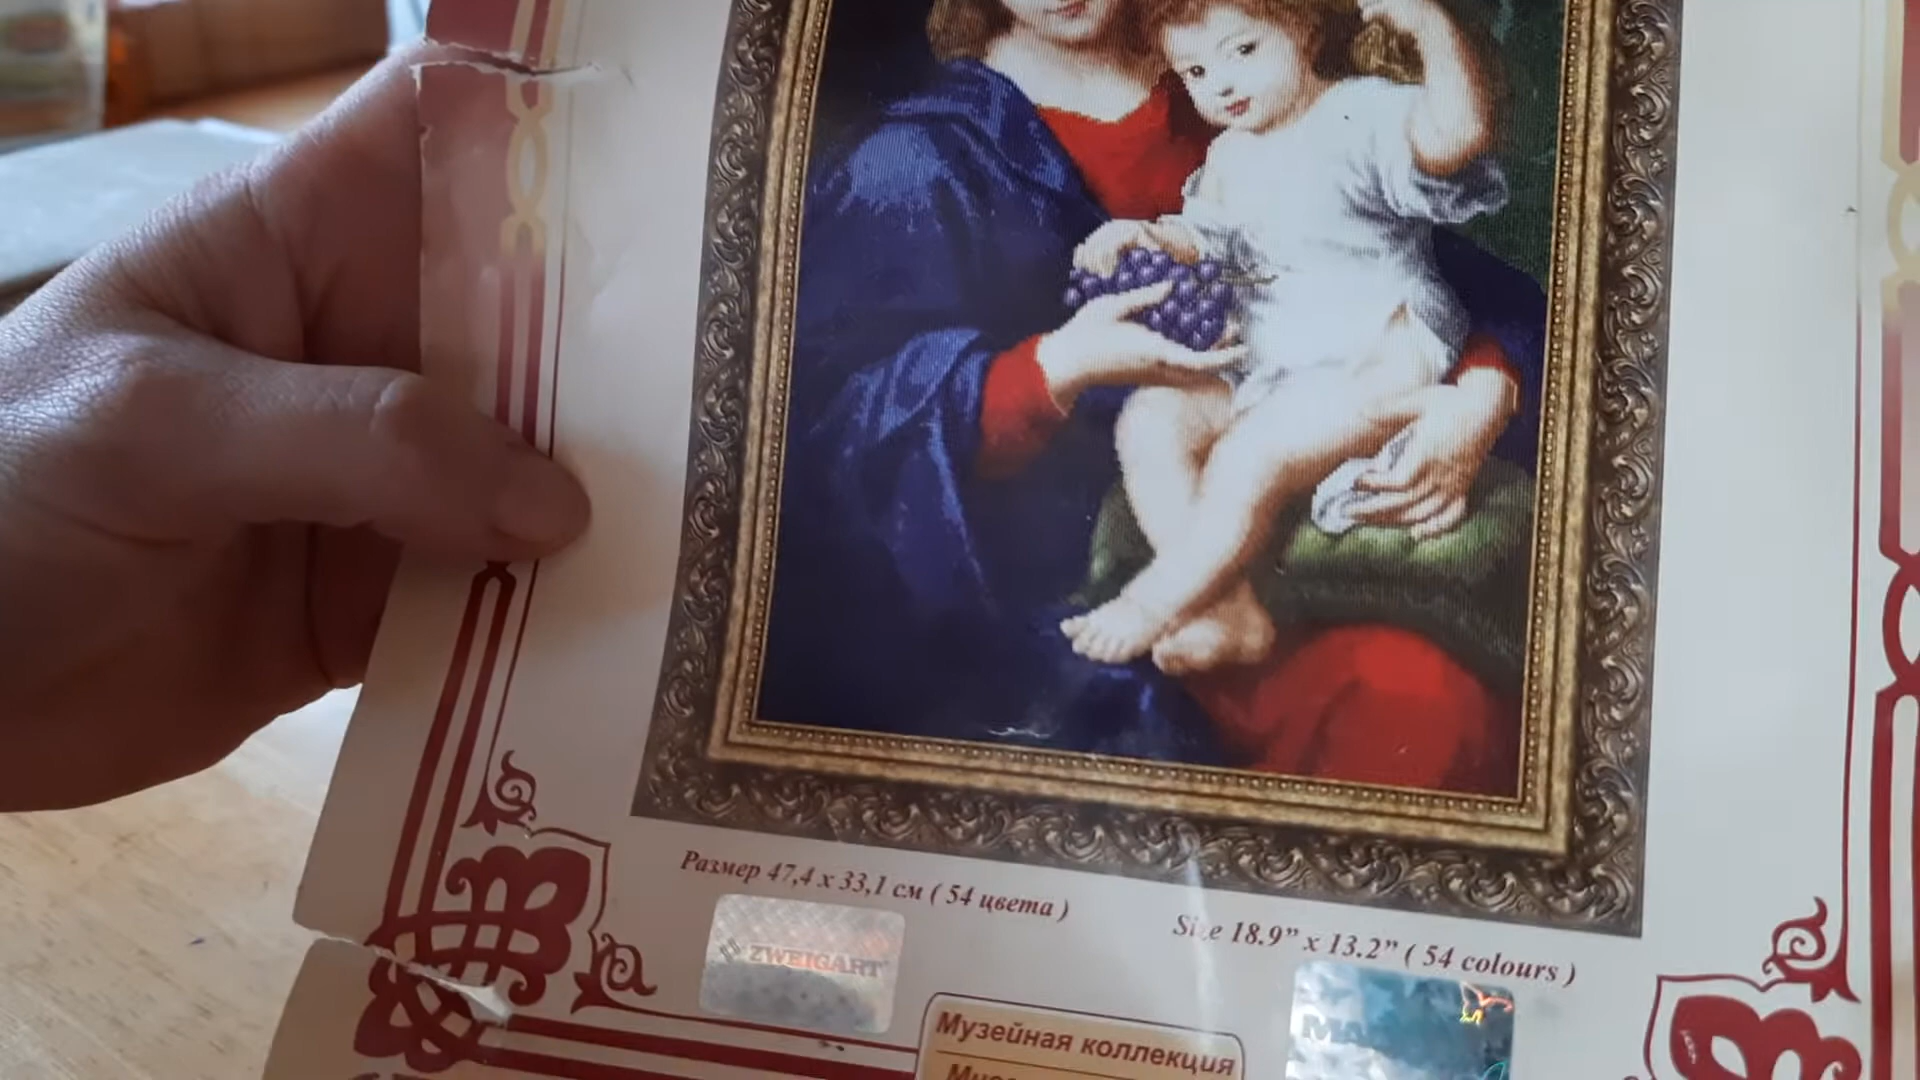 Размер 47,4 x 33,1 см ( 54 цвета )
Size 18.9” x 13.2” ( 54 colours )
ZWEIGART
Музейная коллекция